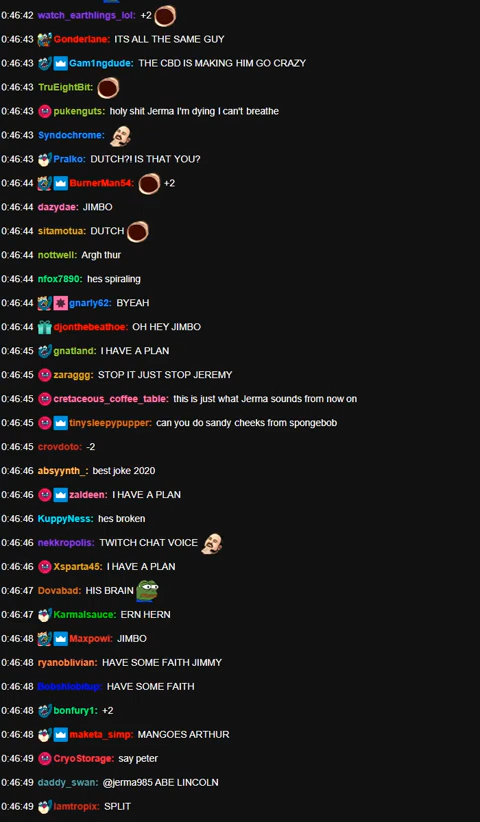 0:46:42 watch_earthlings_lol: +2
0:46:43 Gonderlane: ITS ALL THE SAME GUY
0:46:43 Gam1ngdude: THE CBD IS MAKING HIM GO CRAZY
0:46:43 TruEightBit:
0:46:43 pukenguts: holy shit Jerma I'm dying I can't breathe
0:46:43 Syndochrome:
0:46:43 Pralko: DUTCH?! IS THAT YOU?
0:46:44 BurnerMan54: +2
0:46:44 dazydae: JIMBO
0:46:44 sitamotua: DUTCH
0:46:44 nottwell: Argh thur
0:46:44 nfox7890: hes spiraling
0:46:44 gnarly62: BYEAH
0:46:44 djonthebeathoe: OH HEY JIMBO
0:46:45 gnatland: I HAVE A PLAN
0:46:45 zaraggg: STOP IT JUST STOP JEREMY
0:46:45 cretaceous_coffee_table: this is just what Jerma sounds from now on
0:46:45 tinysleepypupper: can you do sandy cheeks from spongebob
0:46:45 crovdoto: -2
0:46:46 absyynth_: best joke 2020
0:46:46 zaldeen: I HAVE A PLAN
0:46:46 KuppyNess: hes broken
0:46:46 nekkropolis: TWITCH CHAT VOICE
0:46:46 Xsparta45: I HAVE A PLAN
0:46:47 Dovabad: HIS BRAIN
0:46:47 Karmalsauce: ERN HERN
0:46:48 Maxpowi: JIMBO
0:46:48 ryanoblivian: HAVE SOME FAITH JIMMY
0:46:48 HAVE SOME FAITH
0:46:48 bonfury1: +2
0:46:48 maketa_simp: MANGOES ARTHUR
0:46:49 CryoStorage: say peter
0:46:49 daddy_swan: @jerma985 ABE LINCOLN
0:46:49 Iamtropix: SPLIT